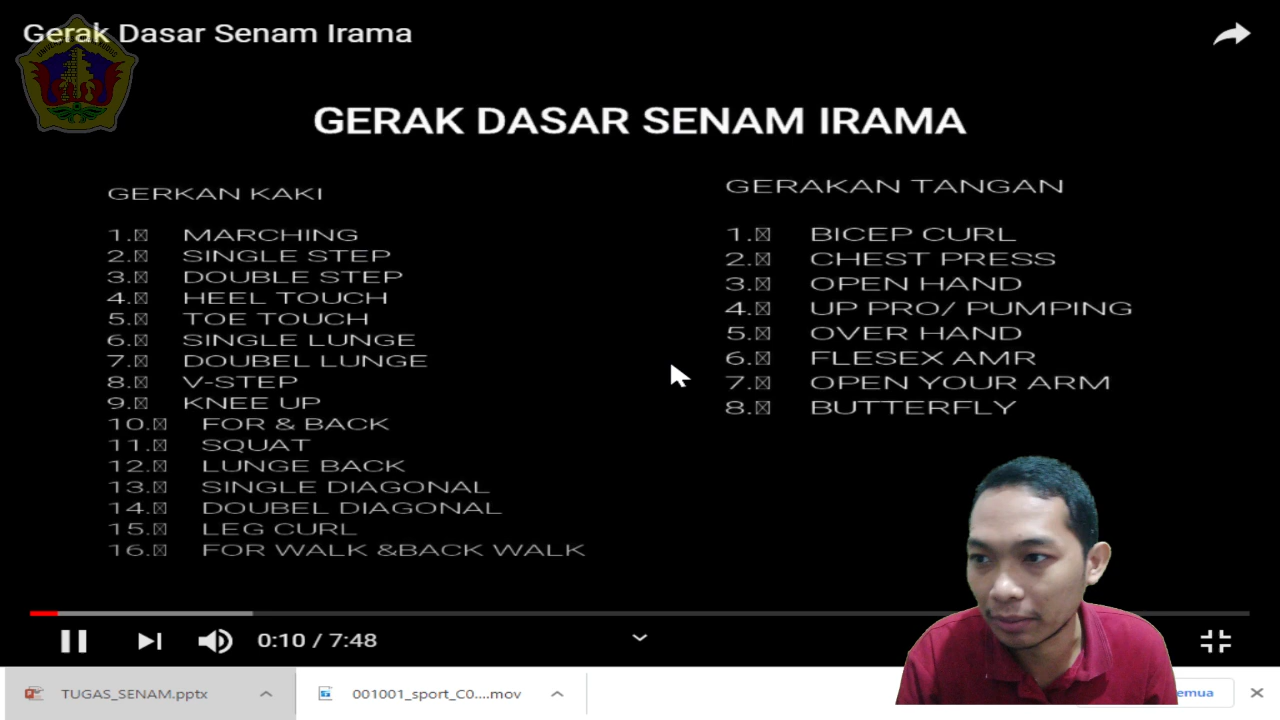 Gerak Dasar Senam Irama
GERAK DASAR SENAM IRAMA
GERKAN KAKI
1. MARCHING
2. SINGLE STEP
3. DOUBLE STEP
4. HEEL TOUCH
5. TOE TOUCH
6. SINGLE LUNGE
7. DOUBEL LUNGE
8. V-STEP
9. KNEE UP
10. FOR & BACK
11. SQUAT
12. LUNGE BACK
13. SINGLE DIAGONAL
14. DOUBEL DIAGONAL
15. LEG CURL
16. FOR WALK &BACK WALK
GERAKAN TANGAN
1. BICEP CURL
2. CHEST PRESS
3. OPEN HAND
4. UP PRO/ PUMPING
5. OVER HAND
6. FLESEX AMR
7. OPEN YOUR ARM
8. BUTTERFLY
0:10 / 7:48
TUGAS_SENAM.pptx
001001_sport_C0....mov
emua